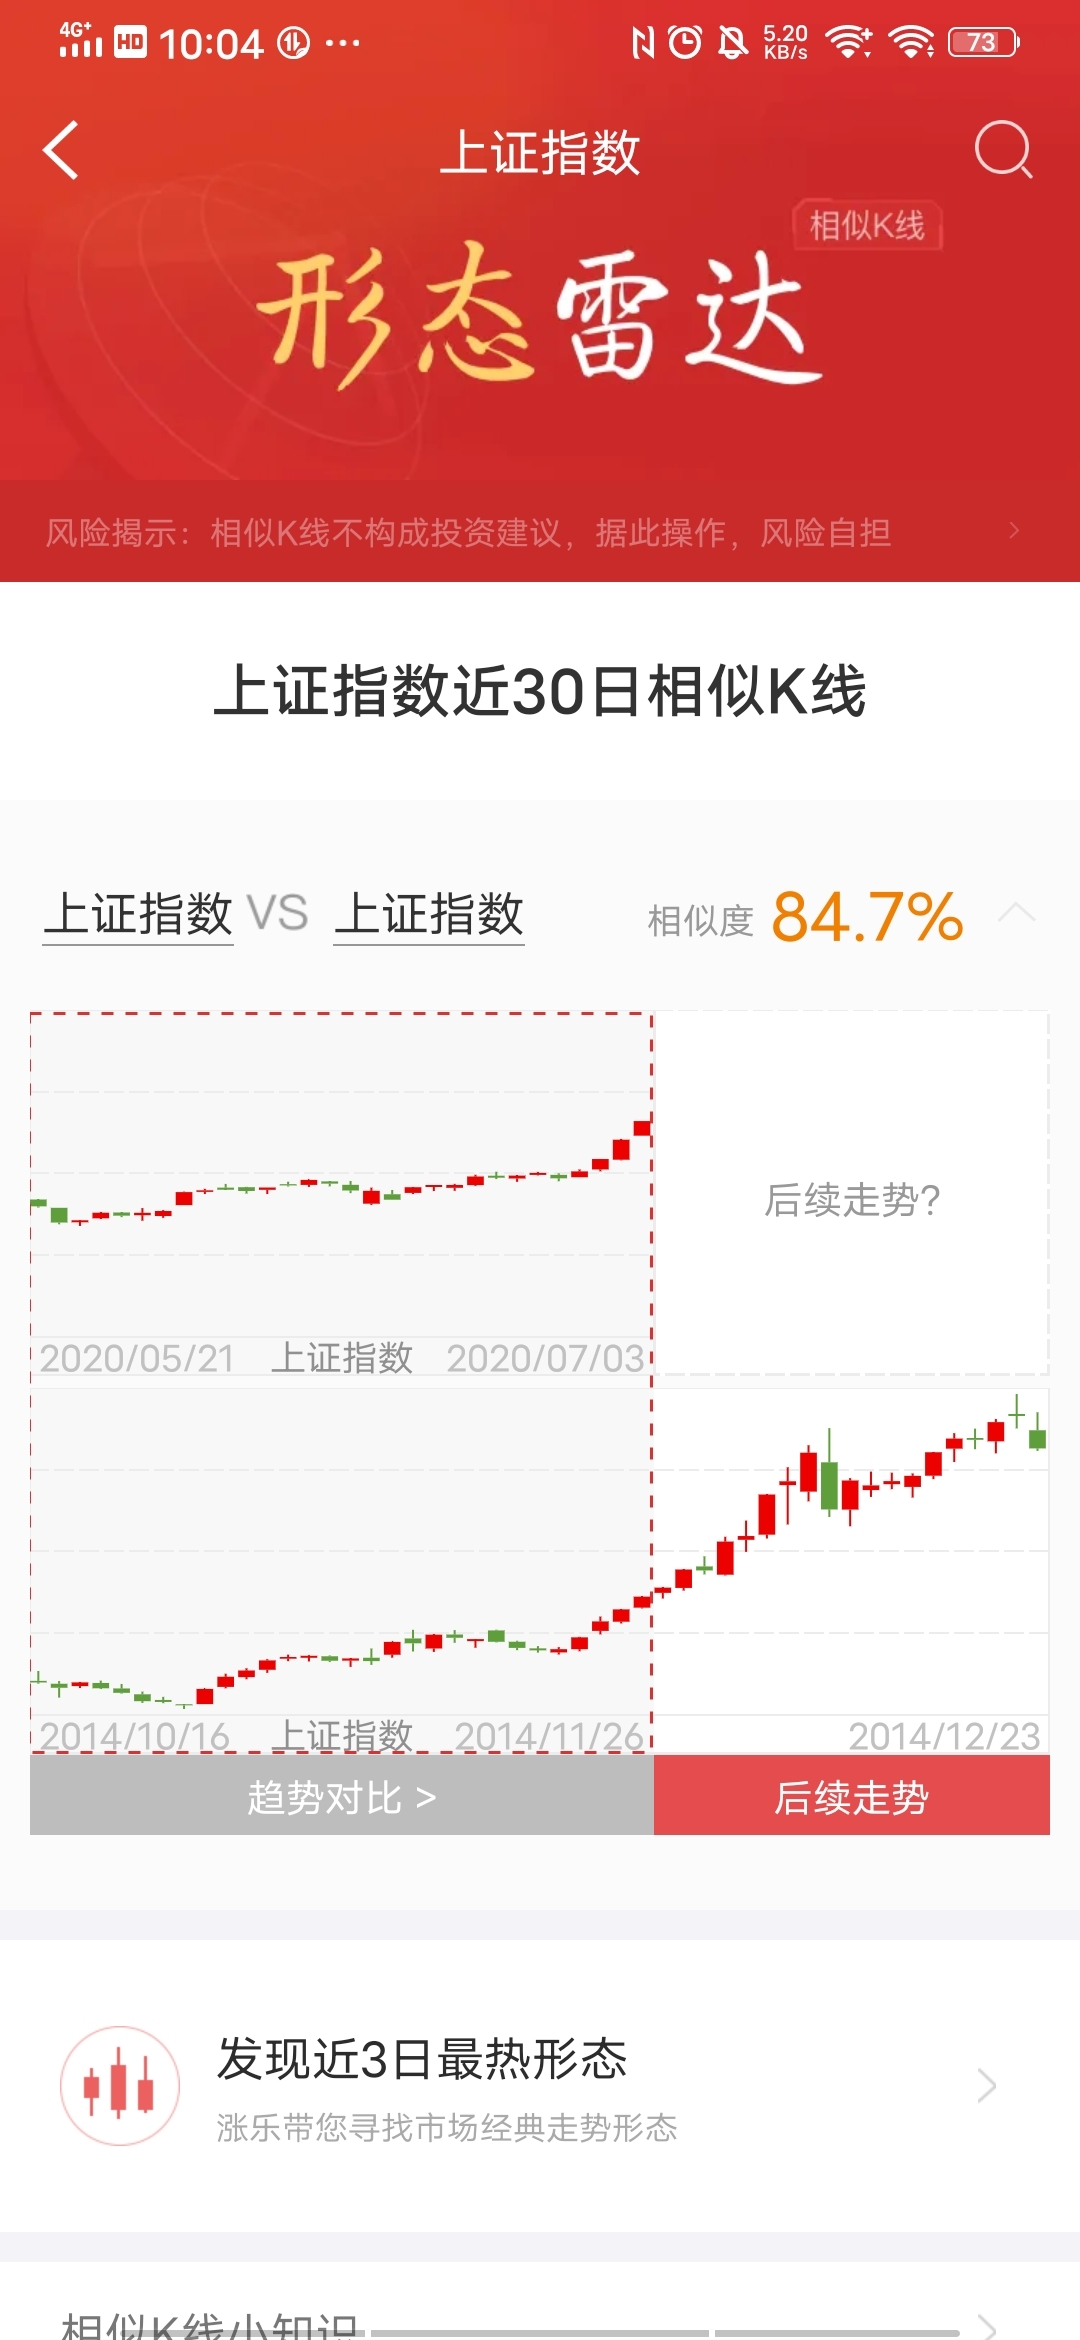 4G+ HD 10:04 ··· 5.20 KB/s 73
上证指数
相似K线
形态雷达
风险揭示：相似K线不构成投资建议，据此操作，风险自担
上证指数近30日相似K线
上证指数 VS 上证指数 相似度 84.7%
后续走势?
2020/05/21 上证指数 2020/07/03
2014/10/16 上证指数 2014/11/26 2014/12/23
趋势对比 > 后续走势
发现近3日最热形态
涨乐带您寻找市场经典走势形态
相似K线小知识